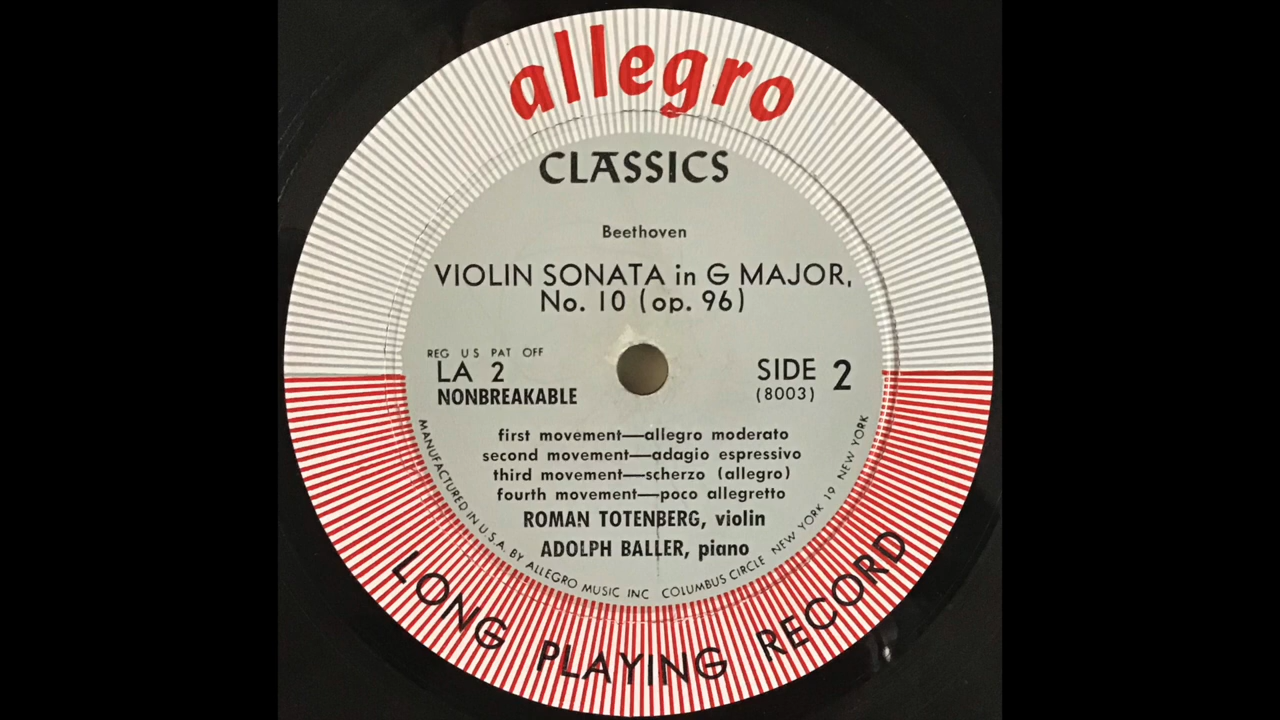 allegro
CLASSICS
Beethoven
VIOLIN SONATA in G MAJOR,
No. 10 (op. 96)
REG U S PAT OFF
LA 2
NONBREAKABLE
SIDE 2
(8003)
first movement—allegro moderato
second movement—adagio espressivo
third movement—scherzo (allegro)
fourth movement—poco allegretto
ROMAN TOTENBERG, violin
ADOLPH BALLER, piano
MANUFACTURED IN U.S.A. BY ALLEGRO MUSIC INC COLUMBUS CIRCLE NEW YORK 19 NEW YORK
LONG PLAYING RECORD